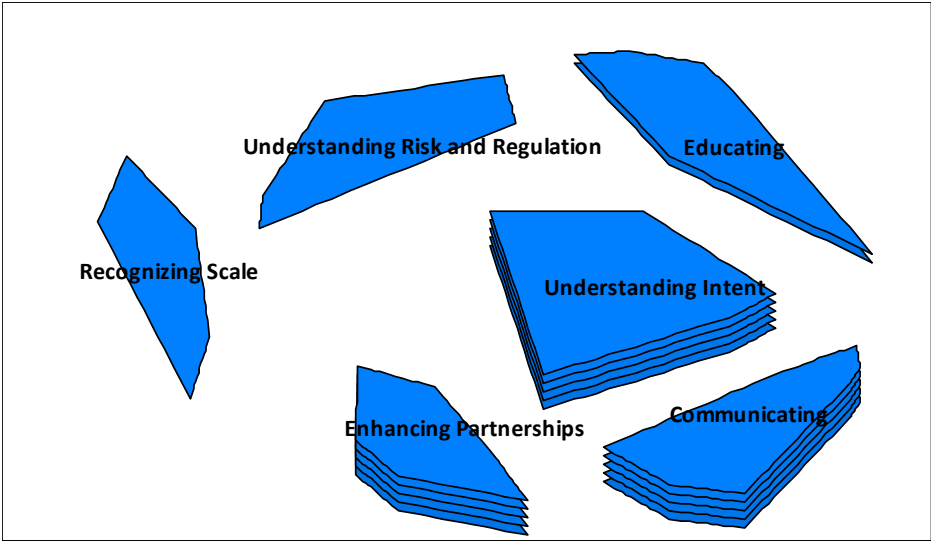 Understanding Risk and Regulation
Educating
Recognizing Scale
Understanding Intent
Communicating
Enhancing Partnerships